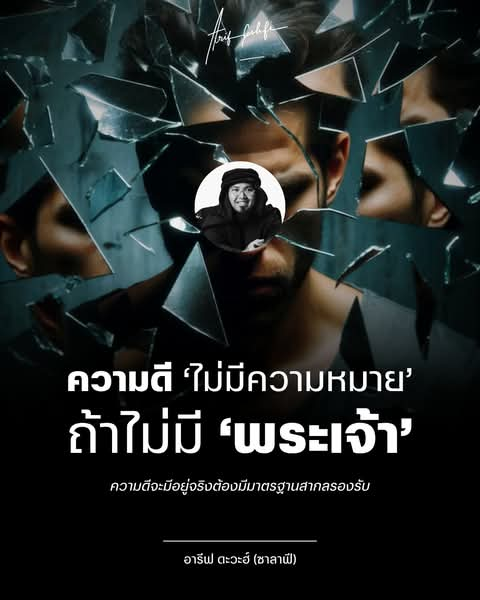 Arif
ความดี ‘ไม่มีความหมาย’
ถ้าไม่มี ‘พระเจ้า’
ความดีจะมีอยู่จริงต้องมีมาตรฐานสากลรองรับ
อารีฟ ดะวะฮ์ (ซาลาฟี)